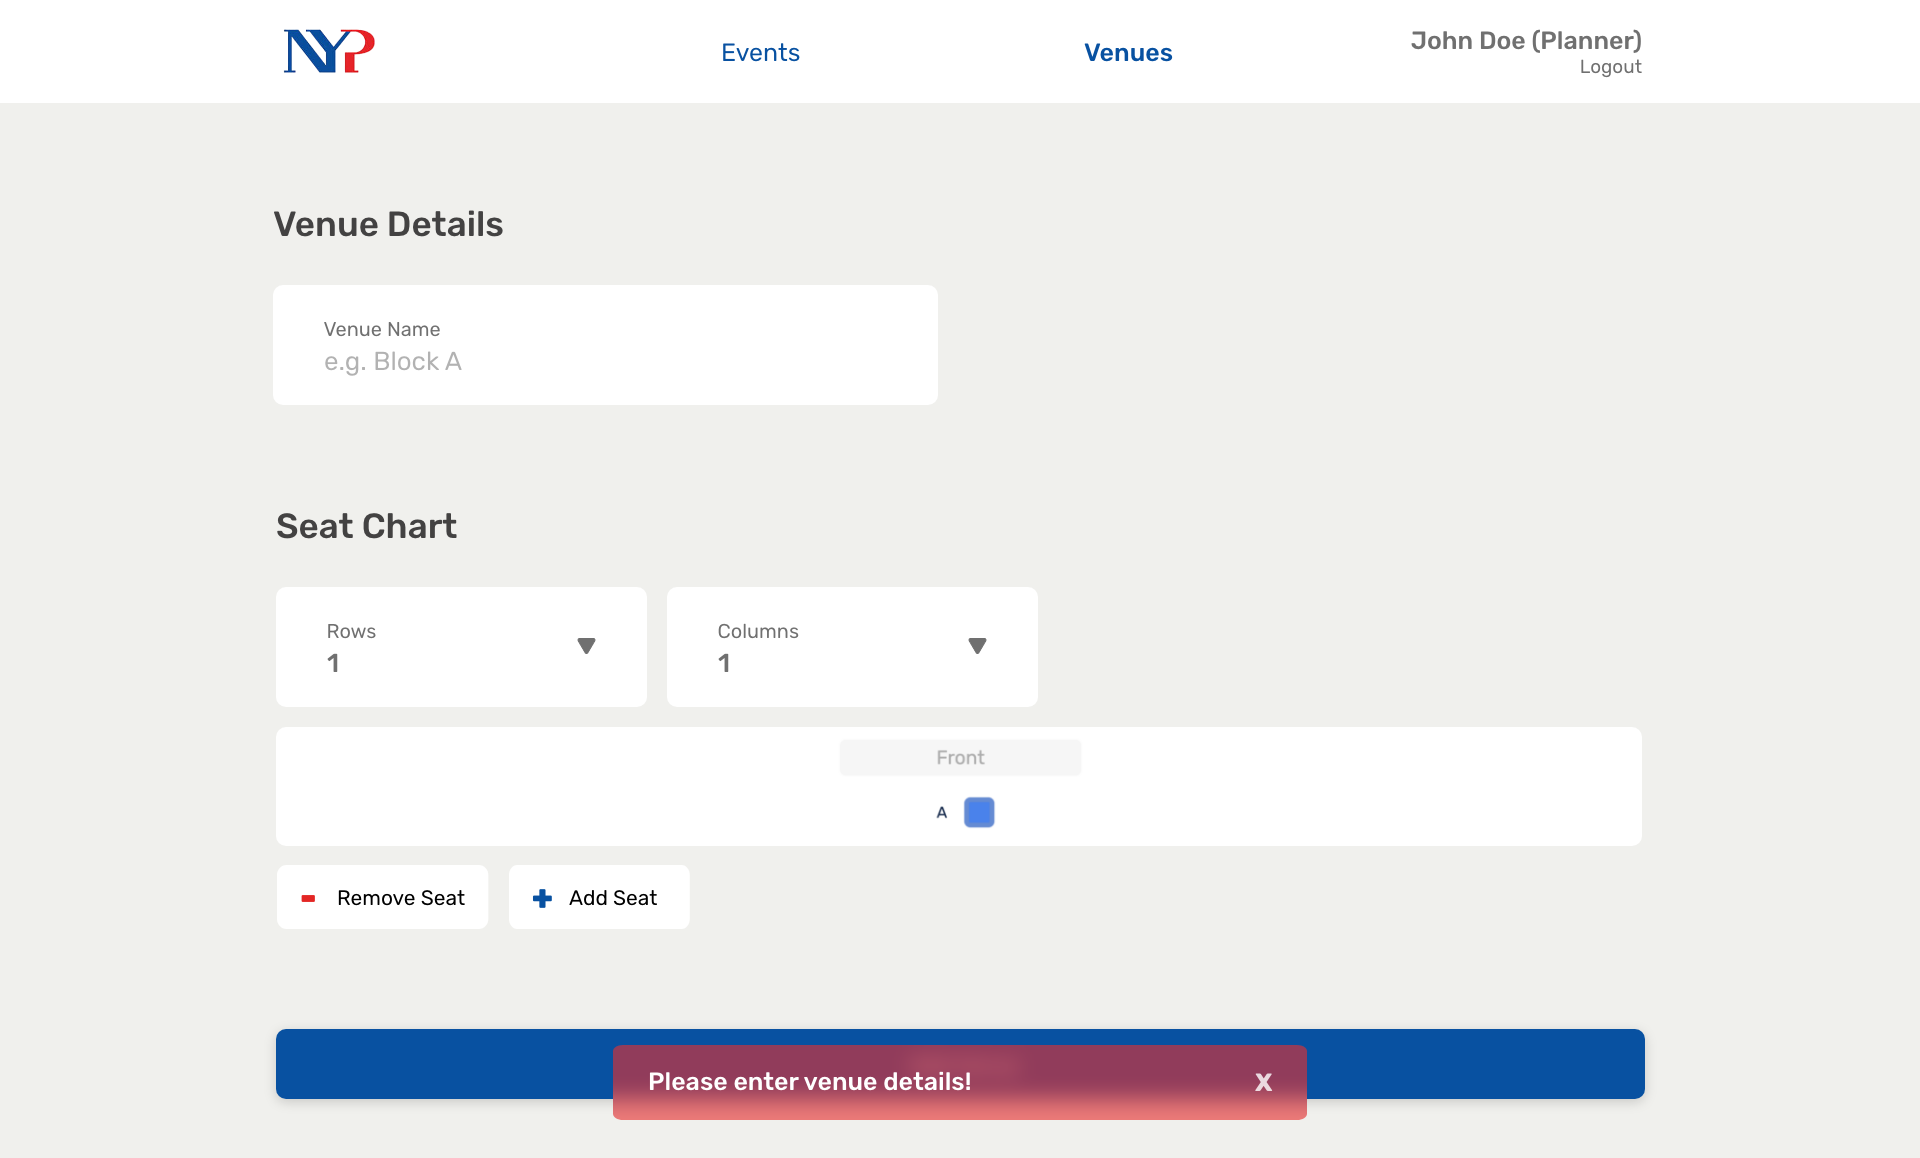 NYP
Events
Venues
John Doe (Planner)
Logout
Venue Details
Venue Name
e.g. Block A
Seat Chart
Rows
1
Columns
1
Front
A
Remove Seat
Add Seat
Please enter venue details!
X